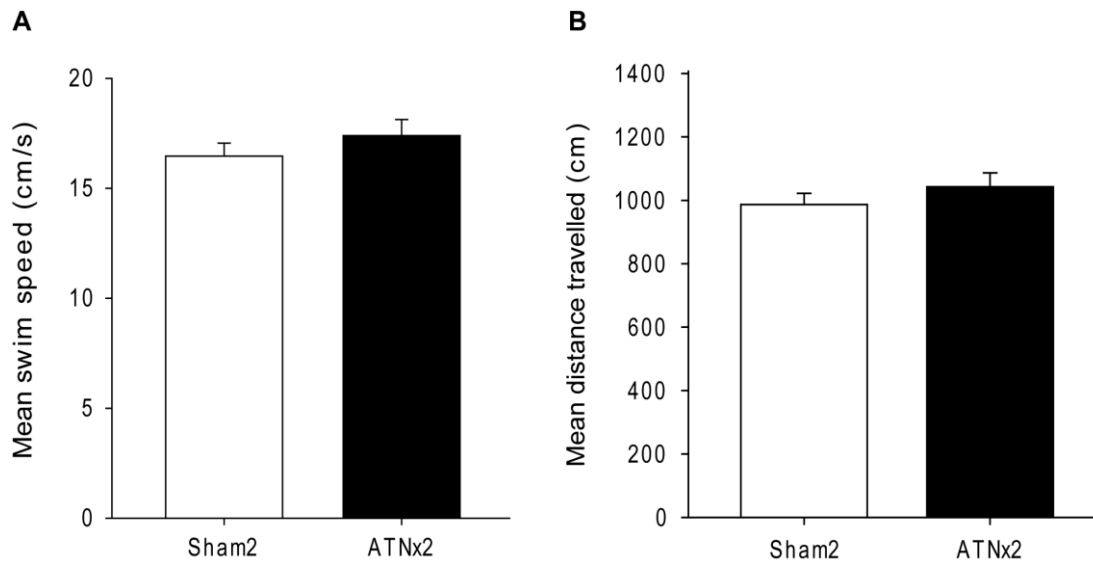 A
Mean swim speed (cm/s)
20
15
10
5
0
Sham2
ATNx2
B
Mean distance travelled (cm)
1400
1200
1000
800
600
400
200
0
Sham2
ATNx2